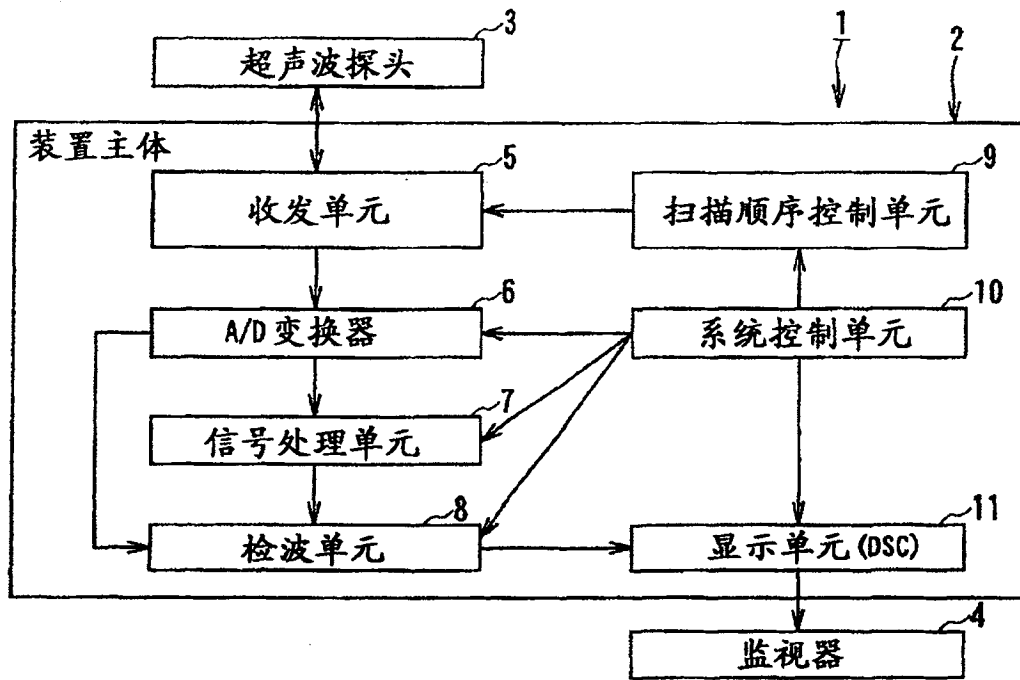 3
超声波探头
1
2
装置主体
5
收发单元
9
扫描顺序控制单元
6
A/D变换器
10
系统控制单元
7
信号处理单元
8
检波单元
11
显示单元(DSC)
4
监视器